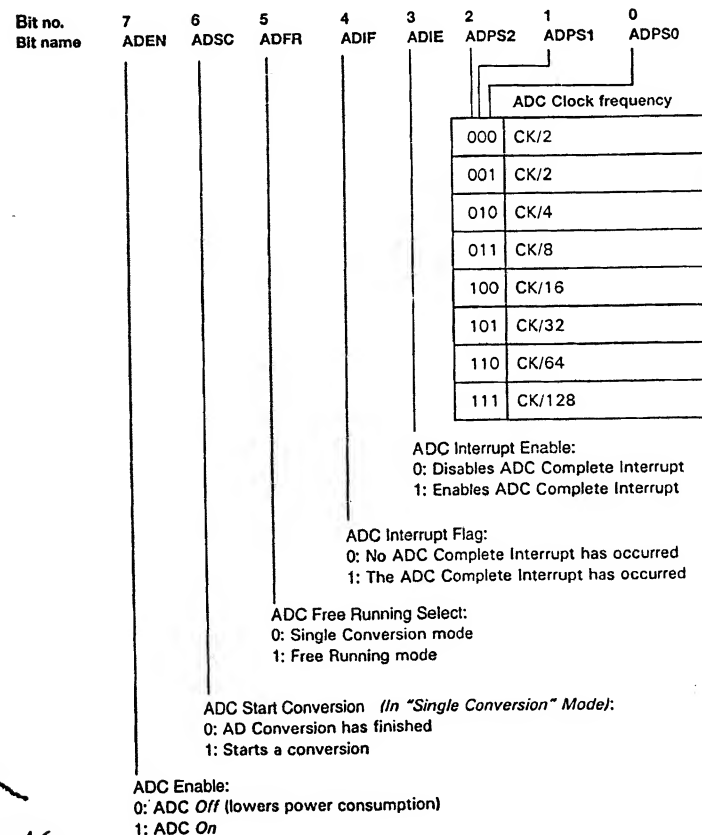 Bit no. 7 6 5 4 3 2 1 0
Bit name ADEN ADSC ADFR ADIF ADIE ADPS2 ADPS1 ADPS0
ADC Clock frequency
000 CK/2
001 CK/2
010 CK/4
011 CK/8
100 CK/16
101 CK/32
110 CK/64
111 CK/128
ADC Interrupt Enable:
0: Disables ADC Complete Interrupt
1: Enables ADC Complete Interrupt
ADC Interrupt Flag:
0: No ADC Complete Interrupt has occurred
1: The ADC Complete Interrupt has occurred
ADC Free Running Select:
0: Single Conversion mode
1: Free Running mode
ADC Start Conversion (In "Single Conversion" Mode):
0: AD Conversion has finished
1: Starts a conversion
ADC Enable:
0: ADC Off (lowers power consumption)
1: ADC On